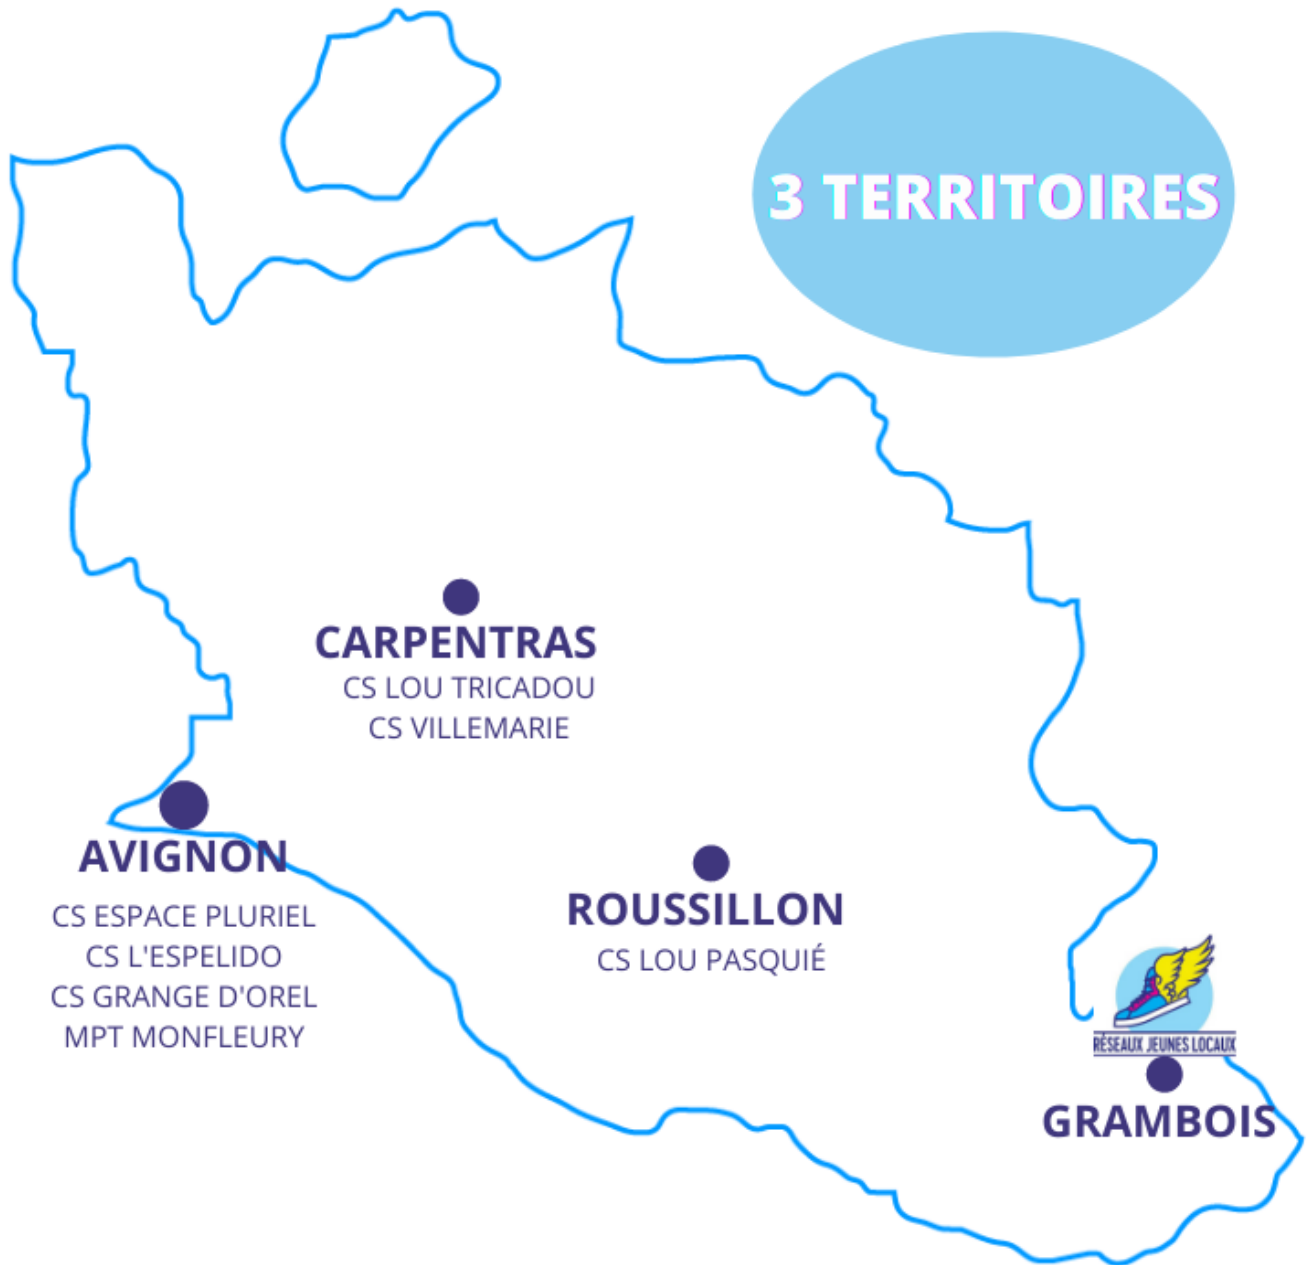 3 TERRITOIRES
CARPENTRAS
CS LOU TRICADOU
CS VILLEMARIE
AVIGNON
CS ESPACE PLURIEL
CS L'ESPELIDO
CS GRANGE D'OREL
MPT MONFLEURY
ROUSSILLON
CS LOU PASQUIÉ
RÉSEAUX JEUNES LOCAUX
GRAMBOIS